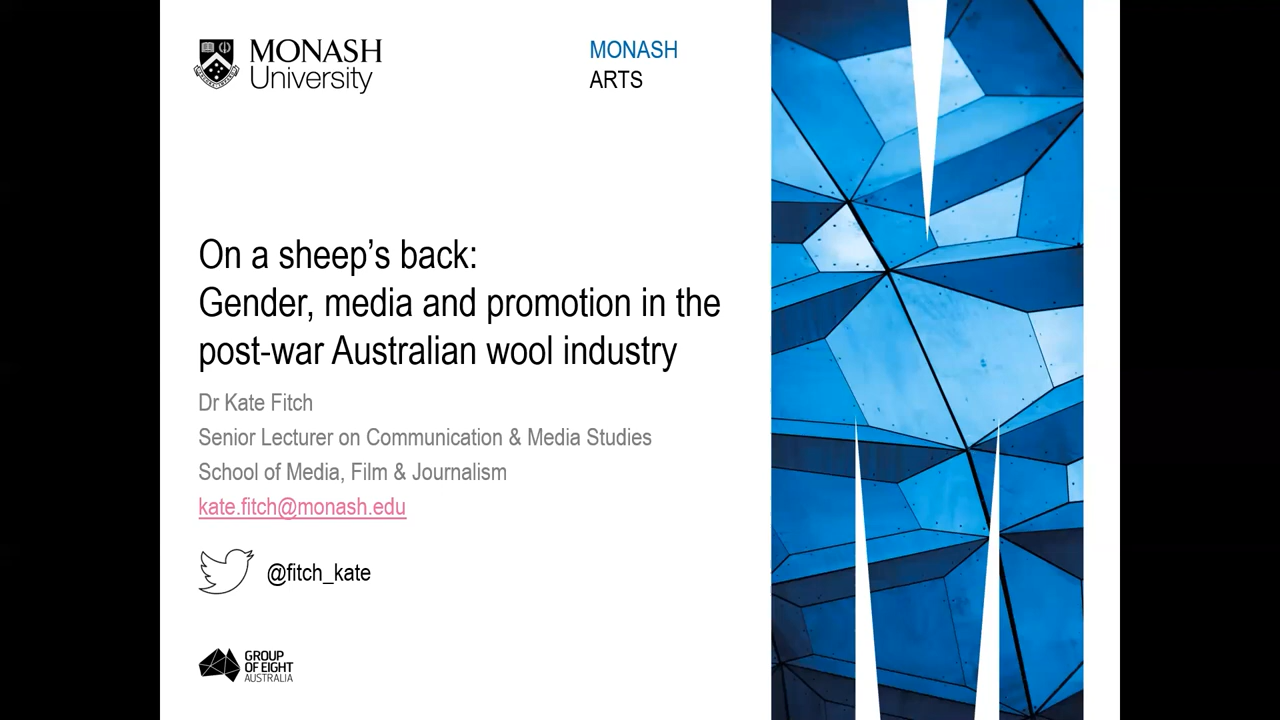 MONASH
University
MONASH
ARTS
On a sheep's back:
Gender, media and promotion in the
post-war Australian wool industry
Dr Kate Fitch
Senior Lecturer on Communication & Media Studies
School of Media, Film & Journalism
kate.fitch@monash.edu
@fitch_kate
GROUP
OF EIGHT
AUSTRALIA